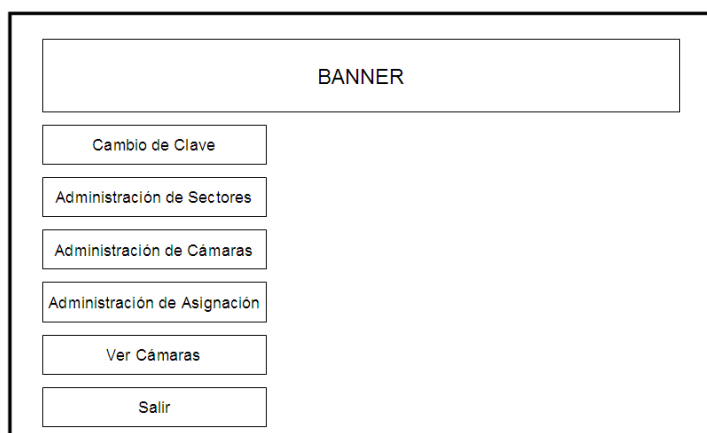 BANNER
Cambio de Clave
Administración de Sectores
Administración de Cámaras
Administración de Asignación
Ver Cámaras
Salir